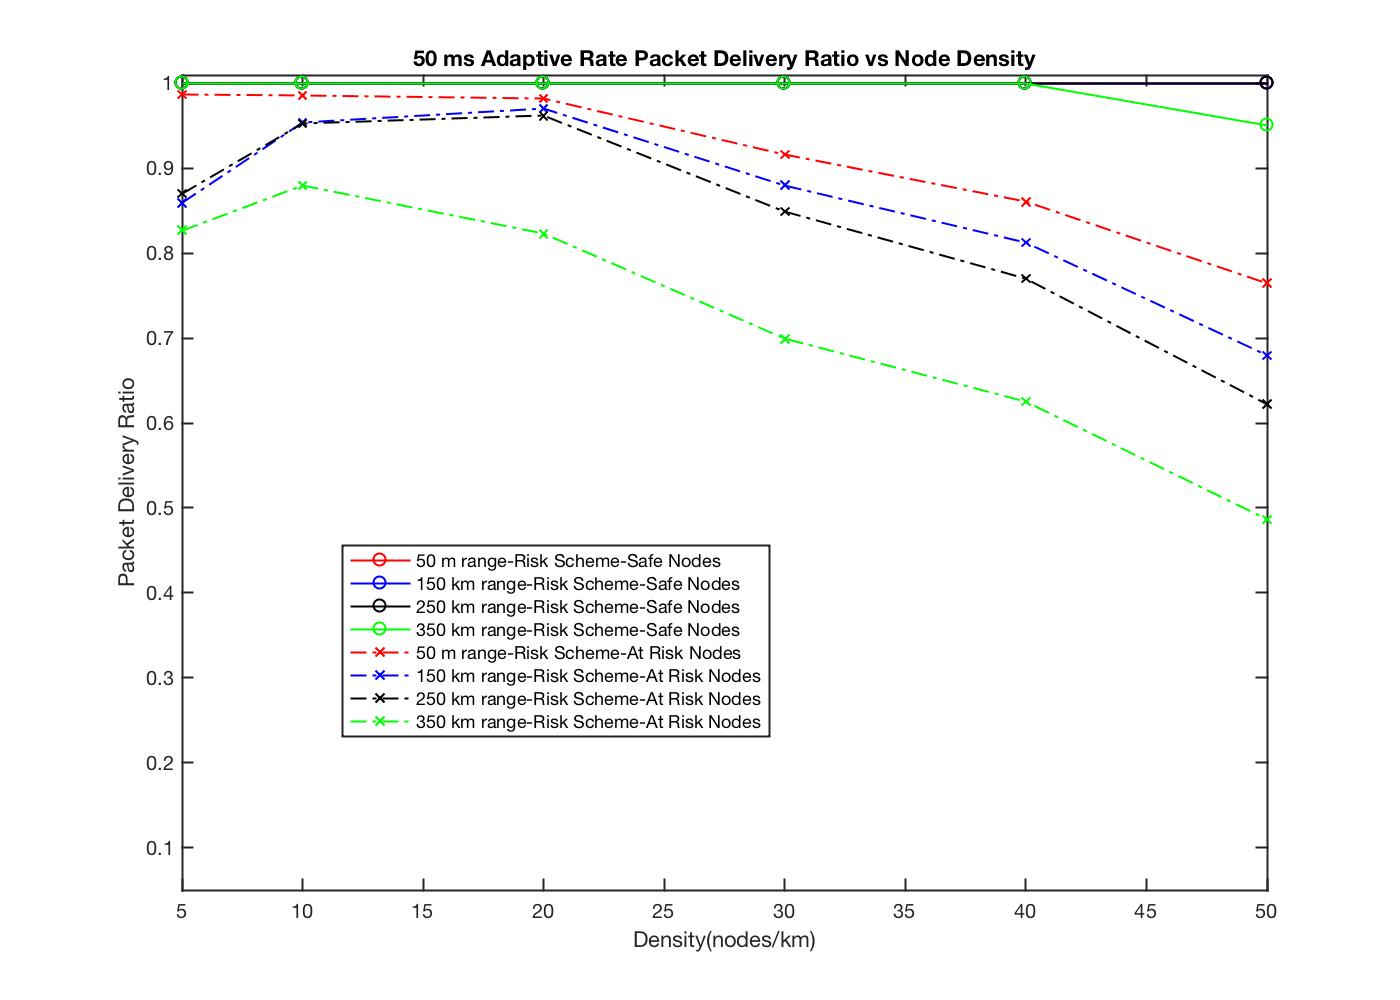 50 ms Adaptive Rate Packet Delivery Ratio vs Node Density
1
0.9
0.8
0.7
0.6
0.5
0.4
0.3
0.2
0.1
Packet Delivery Ratio
50 m range-Risk Scheme-Safe Nodes
150 km range-Risk Scheme-Safe Nodes
250 km range-Risk Scheme-Safe Nodes
350 km range-Risk Scheme-Safe Nodes
50 m range-Risk Scheme-At Risk Nodes
150 km range-Risk Scheme-At Risk Nodes
250 km range-Risk Scheme-At Risk Nodes
350 km range-Risk Scheme-At Risk Nodes
5 10 15 20 25 30 35 40 45 50
Density(nodes/km)